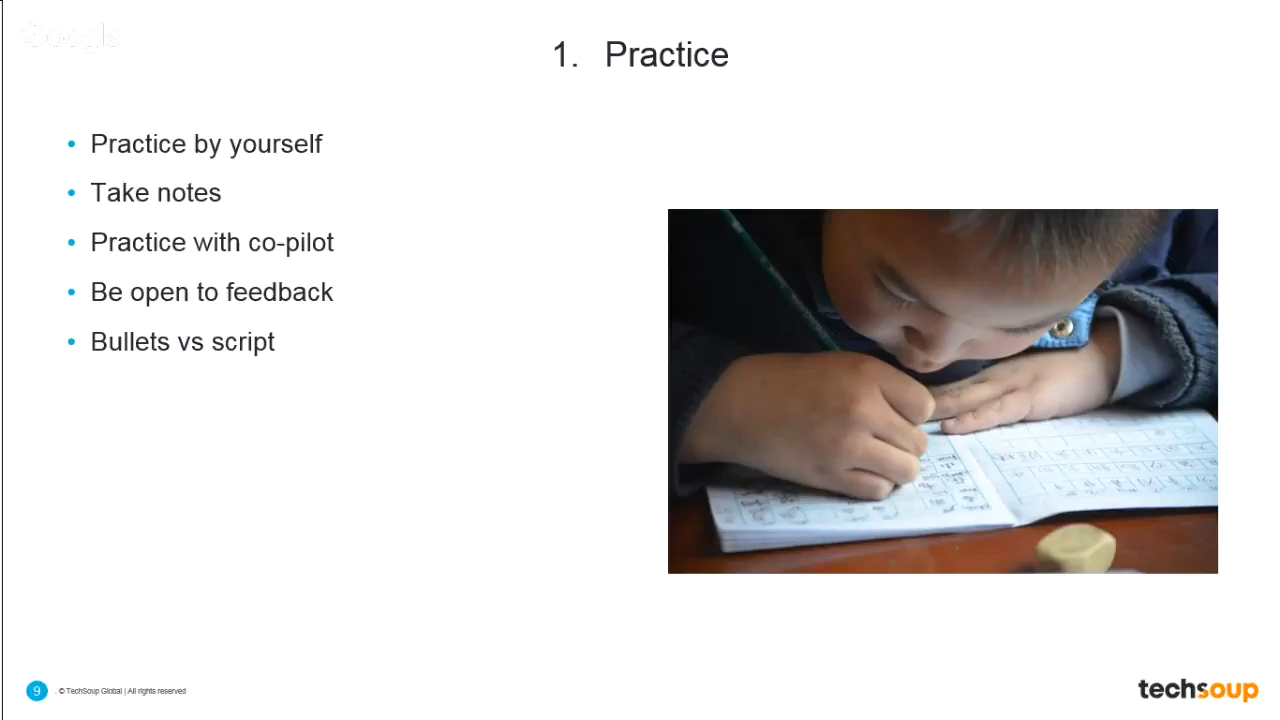 Google
1. Practice
• Practice by yourself
• Take notes
• Practice with co-pilot
• Be open to feedback
• Bullets vs script
9 . © TechSoup Global | All rights reserved
techsoup